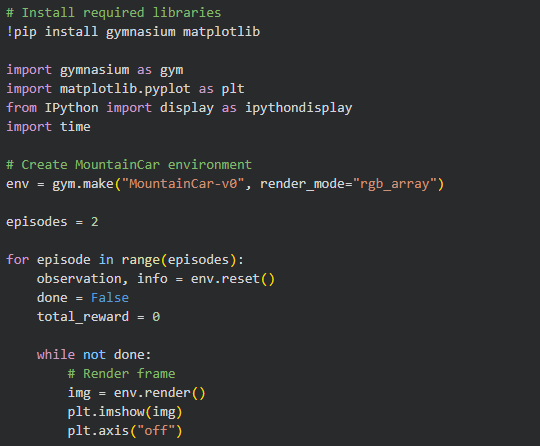 # Install required libraries
!pip install gymnasium matplotlib

import gymnasium as gym
import matplotlib.pyplot as plt
from IPython import display as ipythondisplay
import time

# Create MountainCar environment
env = gym.make("MountainCar-v0", render_mode="rgb_array")

episodes = 2

for episode in range(episodes):
    observation, info = env.reset()
    done = False
    total_reward = 0

    while not done:
        # Render frame
        img = env.render()
        plt.imshow(img)
        plt.axis("off")